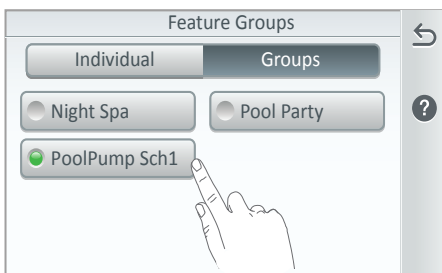 Feature Groups
Individual Groups
Night Spa Pool Party
PoolPump Sch1
?